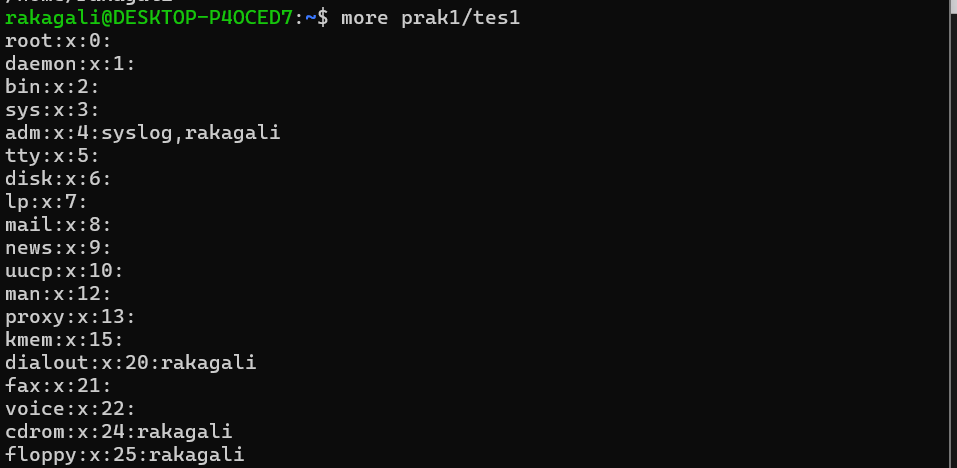 rakagali@DESKTOP-P4OCED7:~$ more prak1/tes1
root:x:0:
daemon:x:1:
bin:x:2:
sys:x:3:
adm:x:4:syslog,rakagali
tty:x:5:
disk:x:6:
lp:x:7:
mail:x:8:
news:x:9:
uucp:x:10:
man:x:12:
proxy:x:13:
kmem:x:15:
dialout:x:20:rakagali
fax:x:21:
voice:x:22:
cdrom:x:24:rakagali
floppy:x:25:rakagali